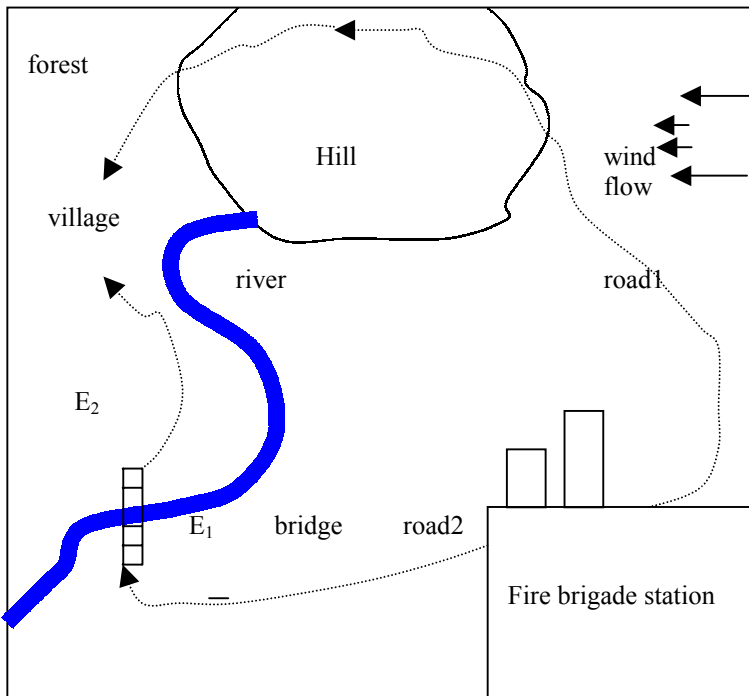 forest
Hill
wind
flow
village
river
road1
E₂
E₁ bridge road2
Fire brigade station